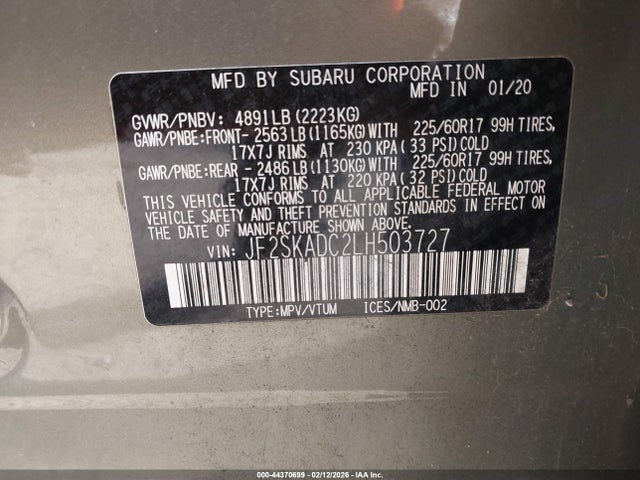 MFD BY SUBARU CORPORATION
MFD IN 01/20
GVWR/PNBV: 4891LB (2223KG)
GAWR/PNBE:FRONT- 2563LB(1165KG)WITH 225/60R17 99H TIRES,
17X7J RIMS AT 230 KPA (33 PSI)COLD
GAWR/PNBE:REAR - 2486LB(1130KG)WITH 225/60R17 99H TIRES,
17X7J RIMS AT 220 KPA (32 PSI)COLD
THIS VEHICLE CONFORMS TO ALL APPLICABLE FEDERAL MOTOR
VEHICLE SAFETY AND THEFT PREVENTION STANDARDS IN EFFECT ON
THE DATE OF MANUFACTURE SHOWN ABOVE.
VIN: JF2SKADC2LH503727
TYPE:MPV/VTUM ICES/NMB-002
000-44370699 - 02/12/2026 - IAA Inc.